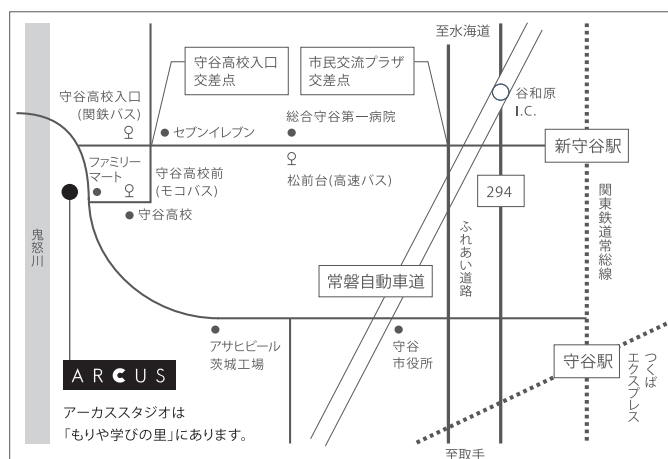 至水海道
守谷高校入口
交差点
市民交流プラザ
交差点
谷和原
I.C.
守谷高校入口
(関鉄バス)
セブンイレブン
総合守谷第一病院
新守谷駅
ファミリー
マート
守谷高校前
(モコバス)
松前台(高速バス)
294
守谷高校
鬼怒川
ふれあい道路
関東鉄道常総線
常磐自動車道
アサヒビール
茨城工場
守谷
市役所
守谷駅
つくば
エクスプレス
ARCUS
アーカススタジオは
「もりや学びの里」にあります。
至取手